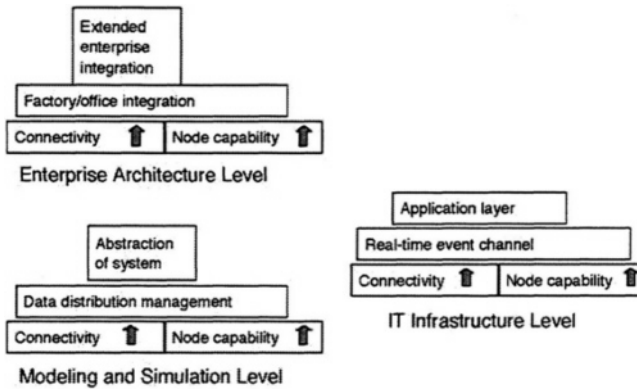 Extended
enterprise
integration
Factory/office integration
Connectivity
Node capability
Enterprise Architecture Level
Abstraction
of system
Data distribution management
Connectivity
Node capability
Modeling and Simulation Level
Application layer
Real-time event channel
Connectivity
Node capability
IT Infrastructure Level